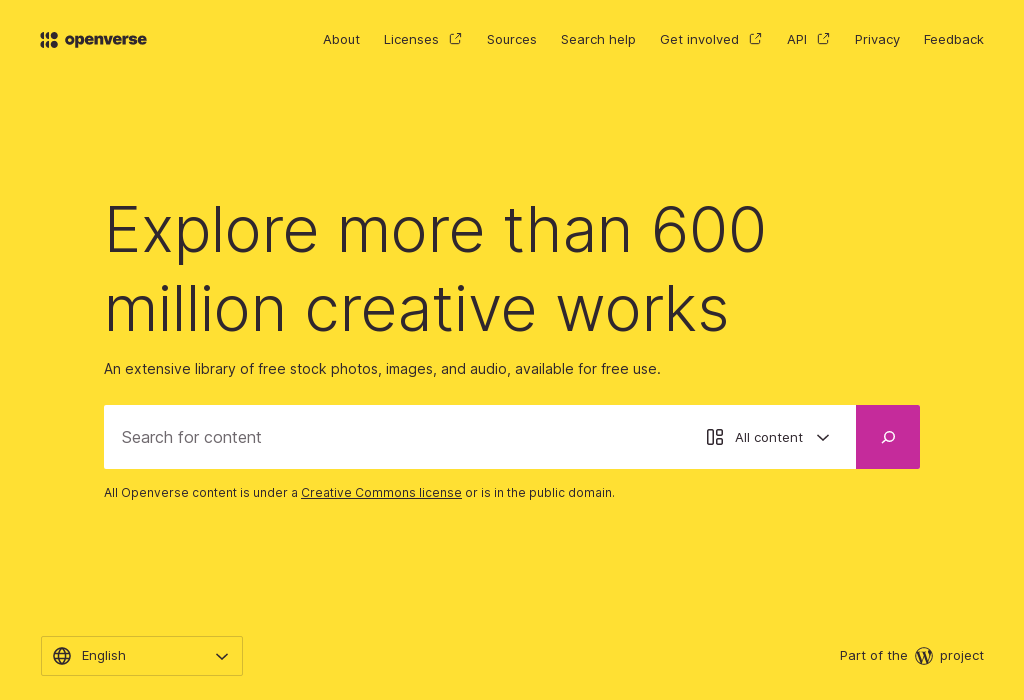 openverse
About Licenses Sources Search help Get involved API Privacy Feedback
Explore more than 600
million creative works
An extensive library of free stock photos, images, and audio, available for free use.
Search for content All content
All Openverse content is under a Creative Commons license or is in the public domain.
English Part of the project